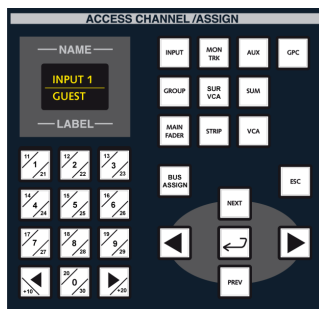 ACCESS CHANNEL /ASSIGN
NAME
INPUT 1
GUEST
LABEL
INPUT
MON
TRK
AUX
GPC
GROUP
SUR
VCA
SUM
MAIN
FADER
STRIP
VCA
11 1 21
12 2 22
13 3 23
14 4 24
15 5 25
16 6 26
17 7 27
18 8 28
19 9 29
+10
20 0 30
+20
BUS
ASSIGN
ESC
NEXT
PREV